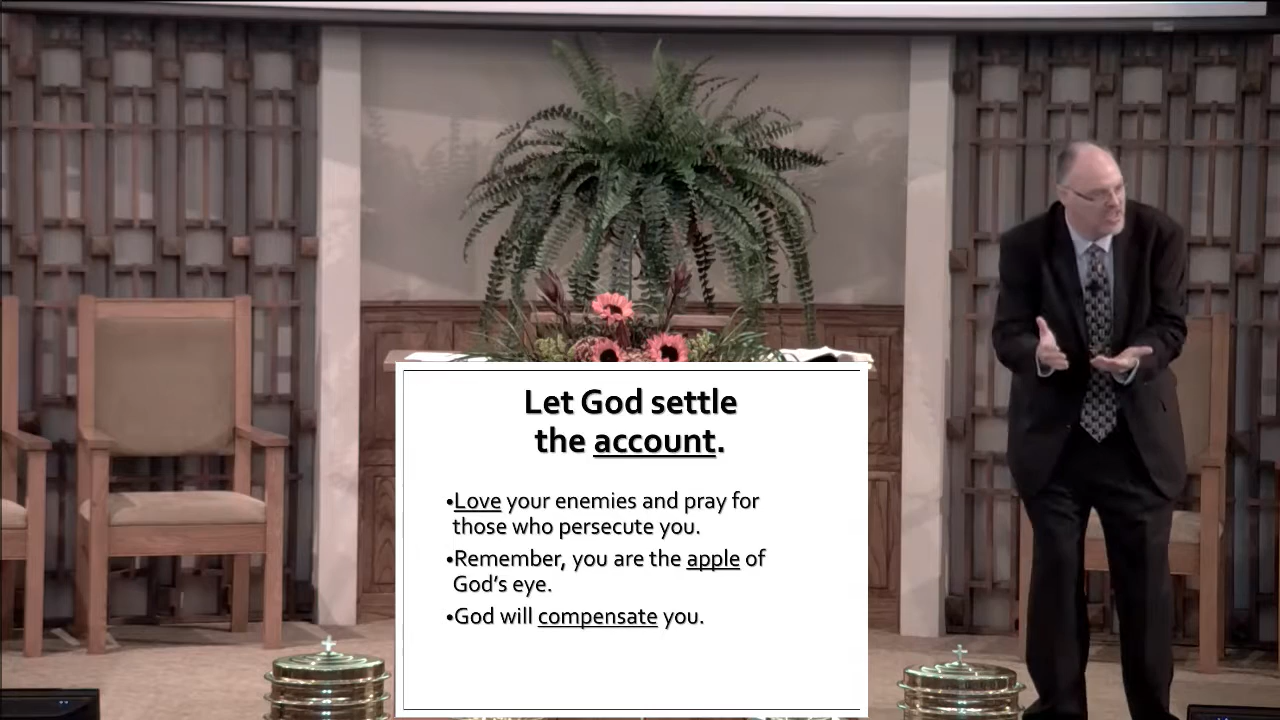 Let God settle
the account.
•Love your enemies and pray for
those who persecute you.
•Remember, you are the apple of
God's eye.
•God will compensate you.